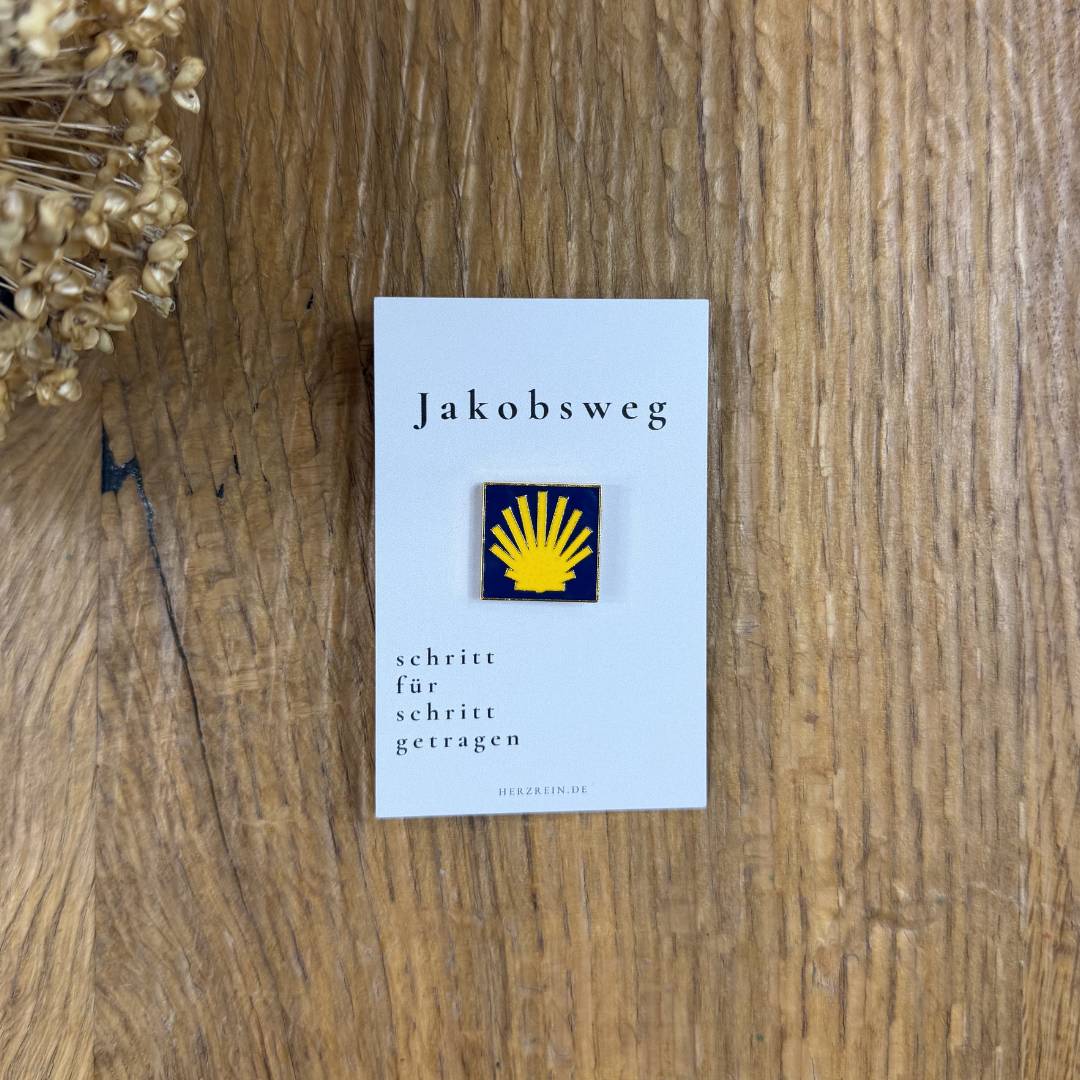 Jakobsweg
schritt
für
schritt
getragen
HERZREIN.DE